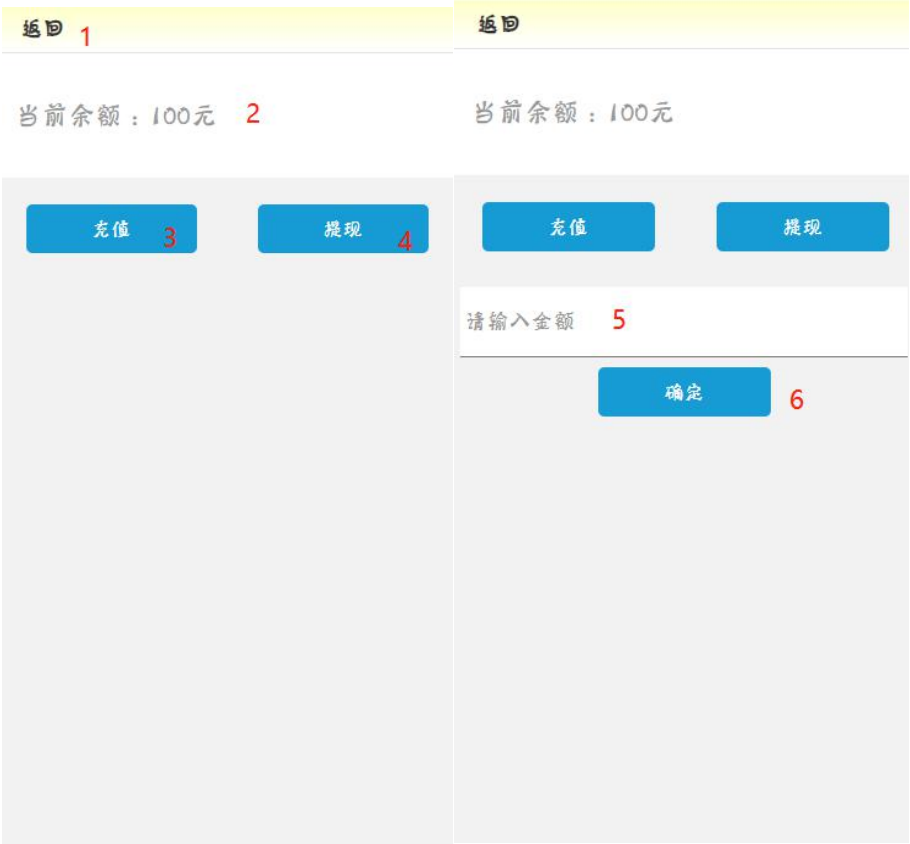 返回 1
当前余额：100元 2
充值 3
提现 4
返回
当前余额：100元
充值
提现
请输入金额 5
确定 6